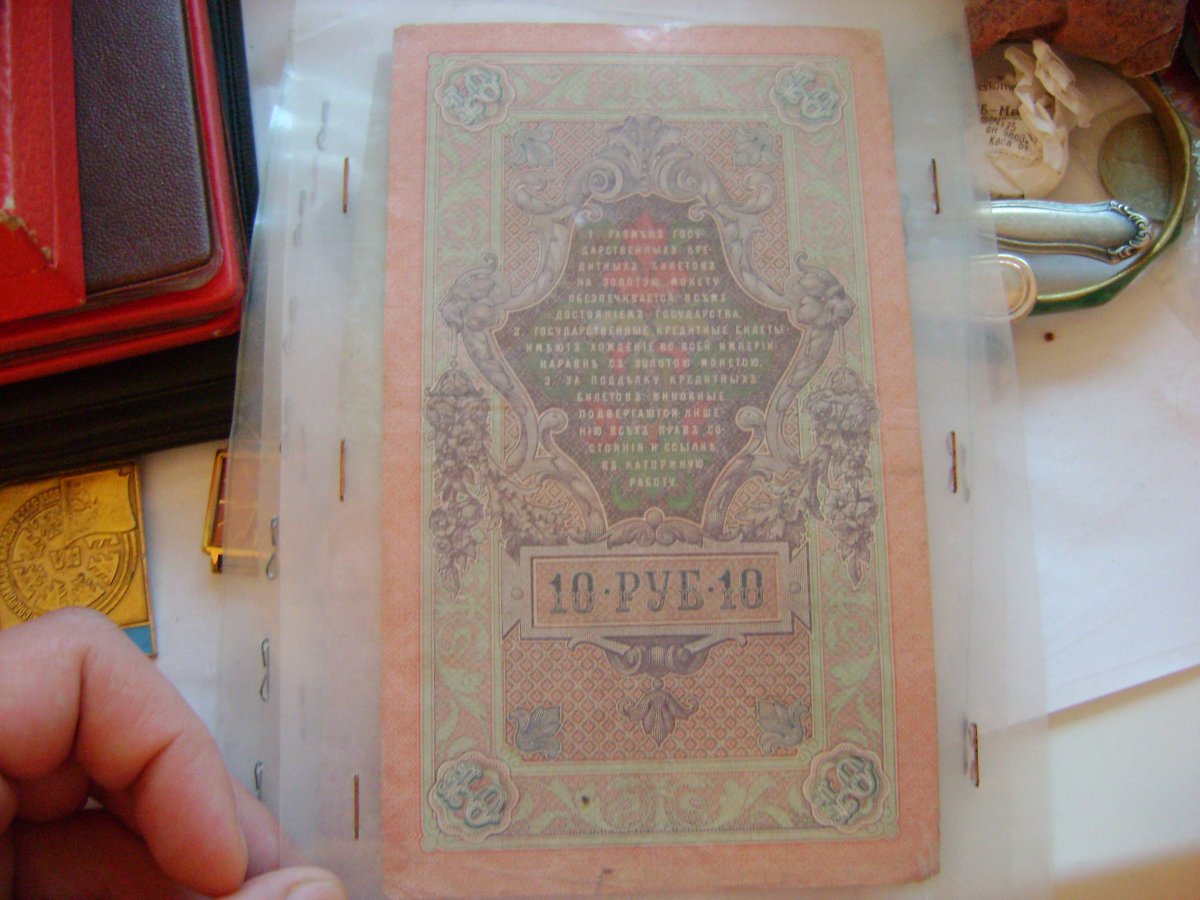 1. РАЗМѢНЪ ГОСУ-
ДАРСТВЕННЫХЪ КРЕ-
ДИТНЫХЪ БИЛЕТОВЪ
НА ЗОЛОТУЮ МОНЕТУ
ОБЕЗПЕЧИВАЕТСЯ ВСѢМЪ
ДОСТОЯНІЕМЪ ГОСУДАРСТВА.
2. ГОСУДАРСТВЕННЫЕ КРЕДИТНЫЕ БИЛЕТЫ
ИМѢЮТЪ ХОЖДЕНІЕ ВО ВСЕЙ ИМПЕРІИ
НАРАВНѢ СЪ ЗОЛОТОЮ МОНЕТОЮ.
3. ЗА ПОДДѢЛКУ КРЕДИТНЫХЪ
БИЛЕТОВЪ ВИНОВНЫЕ
ПОДВЕРГАЮТСЯ ЛИШЕ-
НІЮ ВСѢХЪ ПРАВЪ СО-
СТОЯНІЯ И ССЫЛКѢ
ВЪ КАТОРЖНУЮ
РАБОТУ.
10·РУБ·10